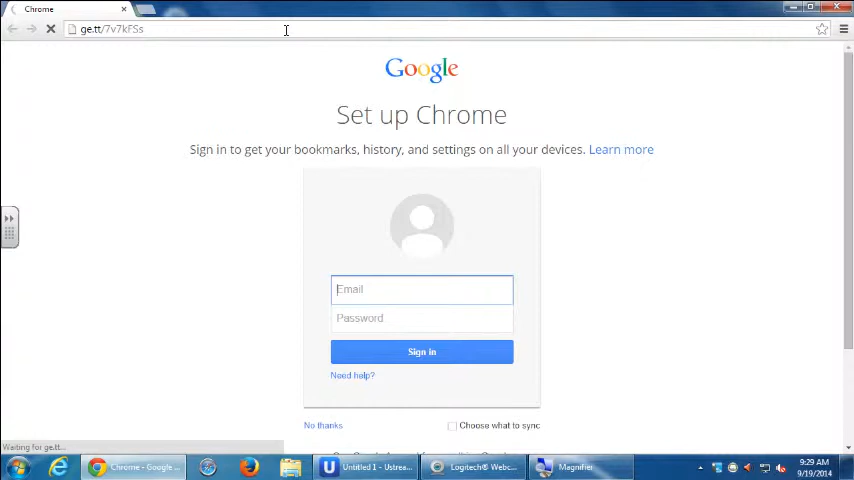 Chrome
ge.tt/7v7kFSs
Google
Set up Chrome
Sign in to get your bookmarks, history, and settings on all your devices. Learn more
Email
Password
Sign in
Need help?
No thanks
Choose what to sync
Waiting for ge.tt...
Chrome - Google ...
Untitled 1 - Ustrea...
Logitech® Webc...
Magnifier
9:29 AM
9/19/2014